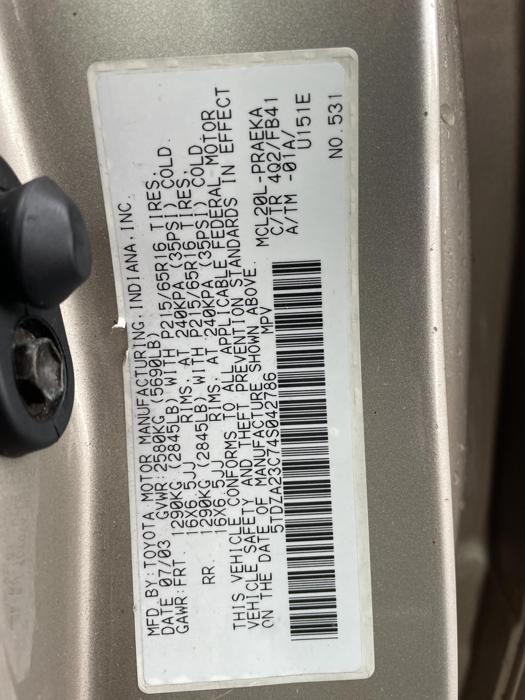 MFD.BY:TOYOTA MOTOR MANUFACTURING,INDIANA,INC.
DATE 07/03 GVWR:2580KG (5690LB)
GAWR:FRT. 1290KG (2845LB) WITH P215/65R16 TIRES,
16X6.5JJ RIMS, AT 240KPA (35PSI) COLD.
RR. 1290KG (2845LB) WITH P215/65R16 TIRES,
16X6.5JJ RIMS, AT 240KPA (35PSI) COLD.
THIS VEHICLE CONFORMS TO ALL APPLICABLE FEDERAL MOTOR
VEHICLE SAFETY AND THEFT PREVENTION STANDARDS IN EFFECT
ON THE DATE OF MANUFACTURE SHOWN ABOVE.
5TDZA23C74S042786 MPV
MCL20L-PRAEKA
C/TR 4Q2/FB41
A/TM -01A/
U151E
NO.531